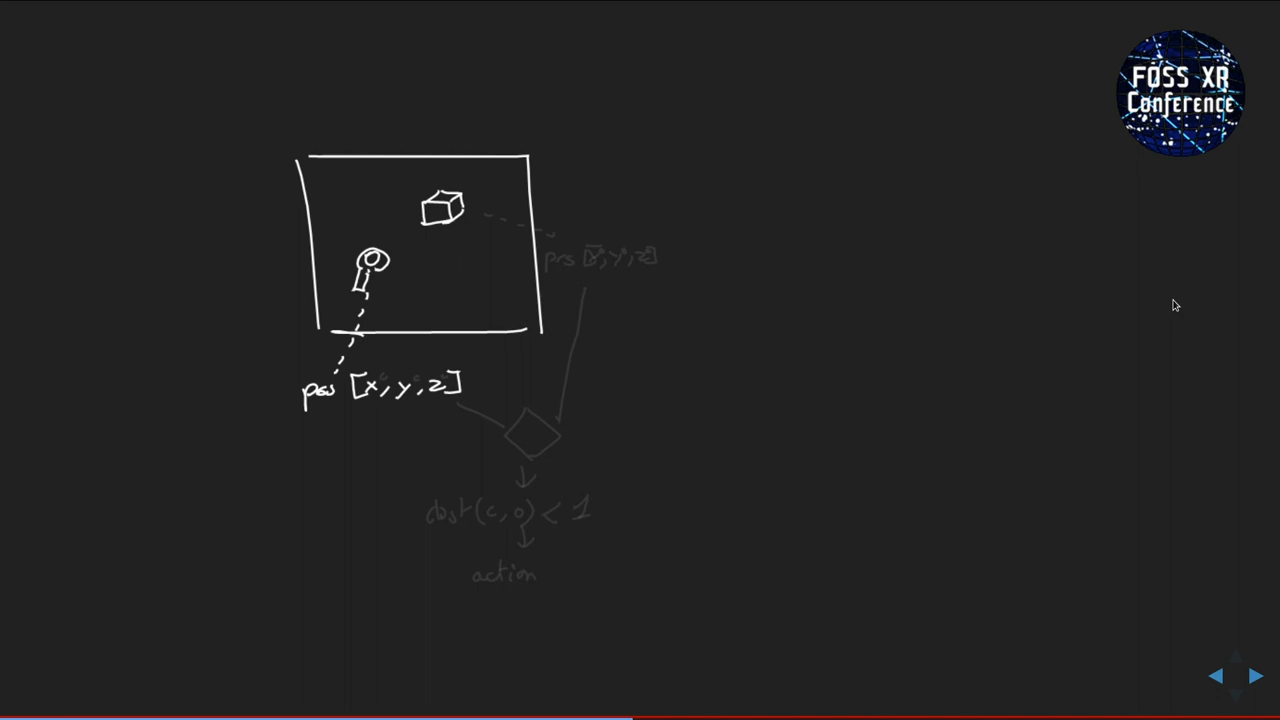 FOSS XR
Conference
pos [x, y, z]
pos [x, y, z]
dist(c, o) < 1
action